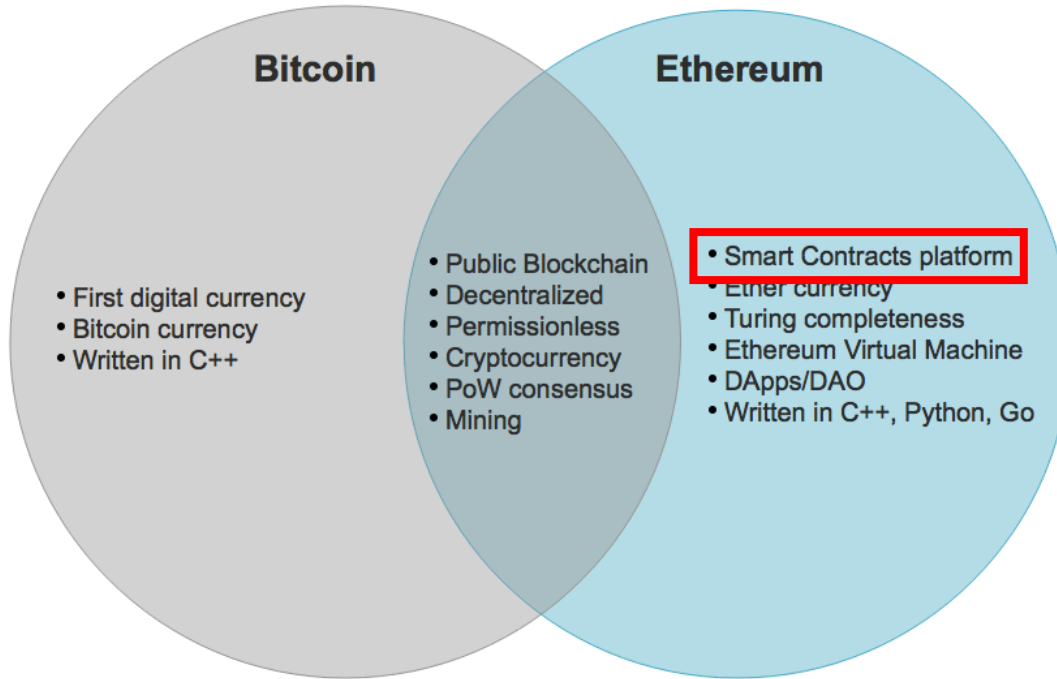 Bitcoin
Ethereum
• First digital currency
• Bitcoin currency
• Written in C++
• Public Blockchain
• Decentralized
• Permissionless
• Cryptocurrency
• PoW consensus
• Mining
• Smart Contracts platform
• Ether currency
• Turing completeness
• Ethereum Virtual Machine
• DApps/DAO
• Written in C++, Python, Go